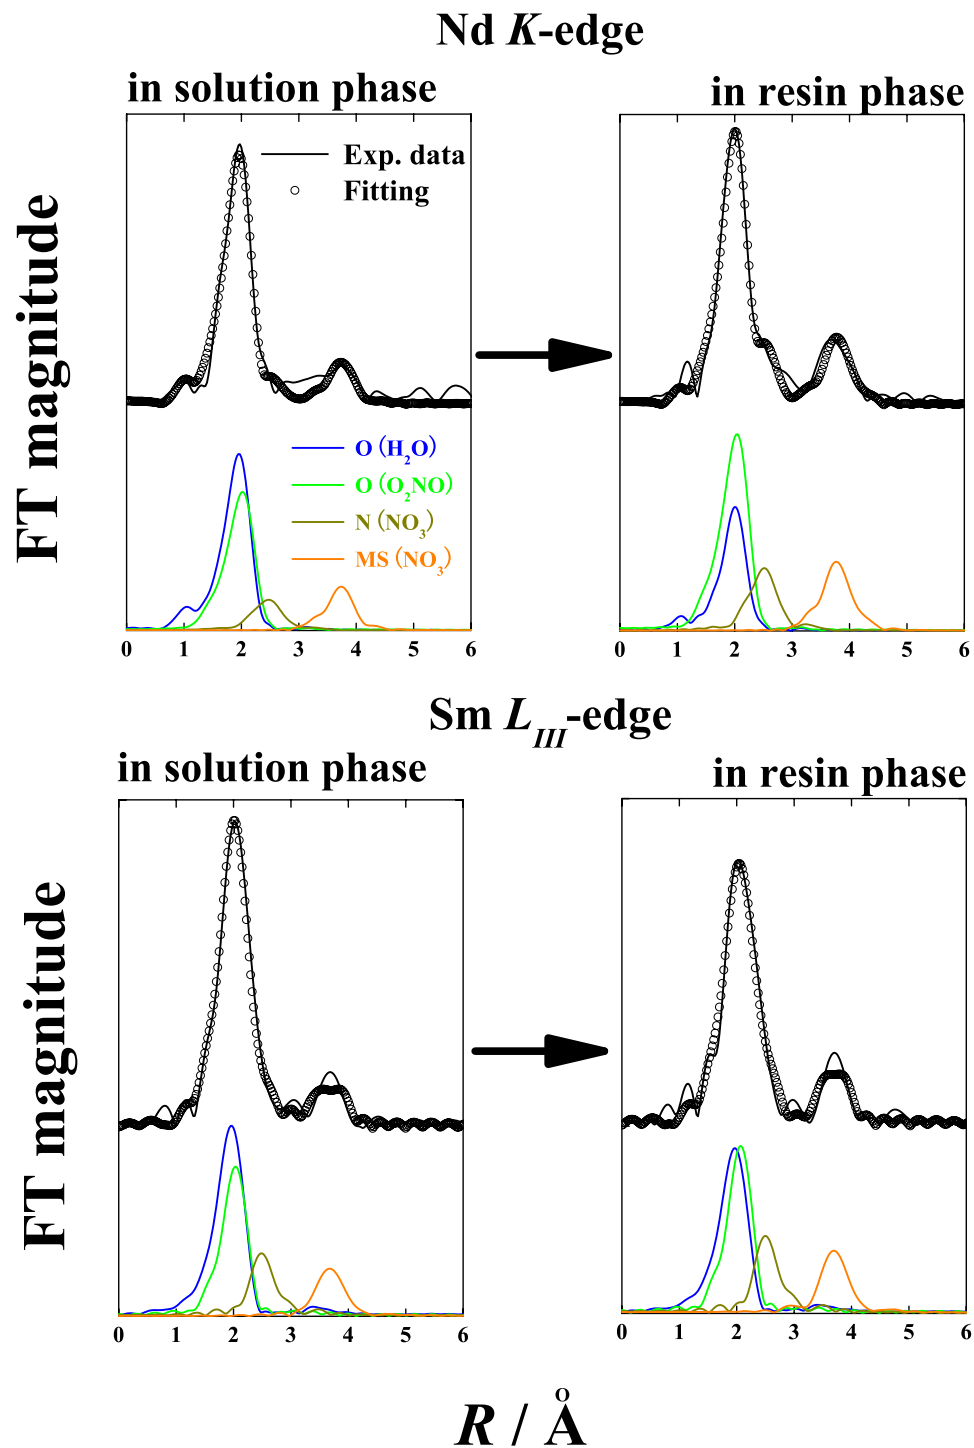 Nd K-edge
in solution phase
in resin phase
Exp. data
Fitting
FT magnitude
O (H₂O)
O (O₂NO)
N (NO₃)
MS (NO₃)
0 1 2 3 4 5 6
0 1 2 3 4 5 6
Sm L_III-edge
in solution phase
in resin phase
FT magnitude
0 1 2 3 4 5 6
0 1 2 3 4 5 6
R / Å